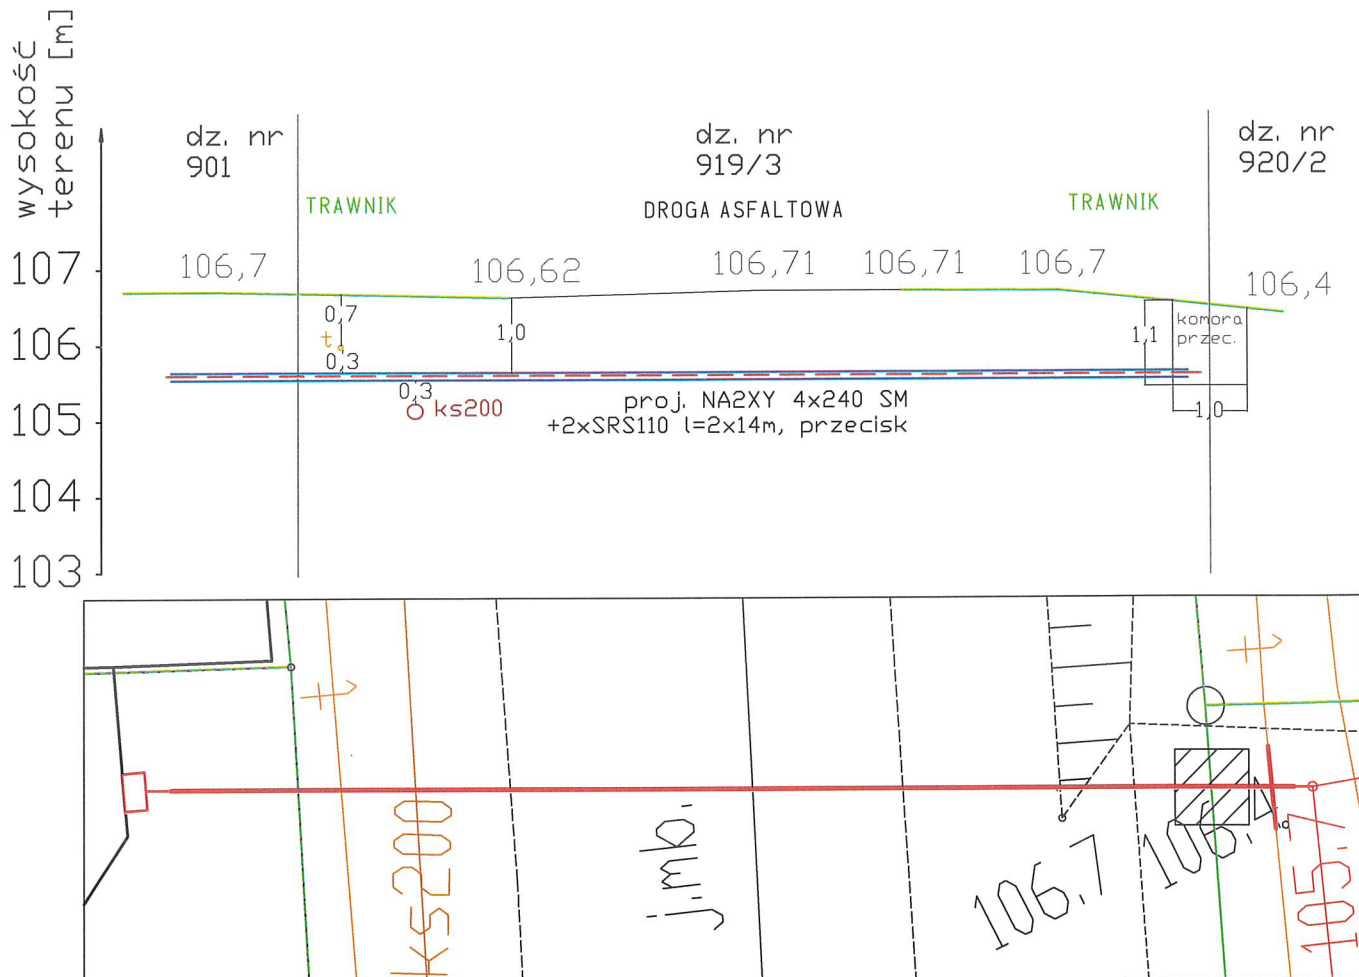 wysokość
terenu [m]
dz. nr
901
dz. nr
919/3
dz. nr
920/2
TRAWNIK
DROGA ASFALTOWA
TRAWNIK
107
106,7
106,62
106,71
106,71
106,7
106,4
0,7
1,0
1,1
komora
przec.
106
t.
0,3
0,3
ks200
proj. NA2XY 4x240 SM
+2xSRS110 l=2x14m, przecisk
1,0
105
104
103
t
t
ks200
j.mb.
106.7
106.4
105.7